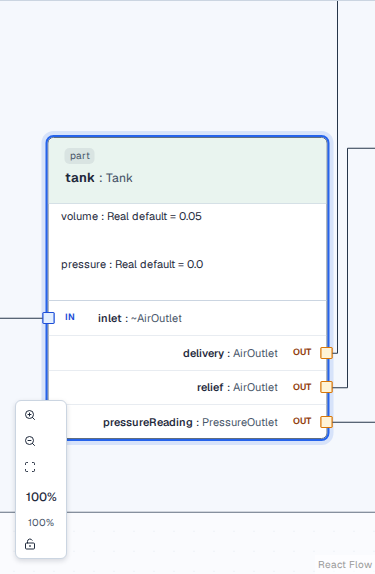 part
tank : Tank
volume : Real default = 0.05
pressure : Real default = 0.0
IN inlet : ~AirOutlet
delivery : AirOutlet OUT
relief : AirOutlet OUT
pressureReading : PressureOutlet OUT
100%
100%
React Flow